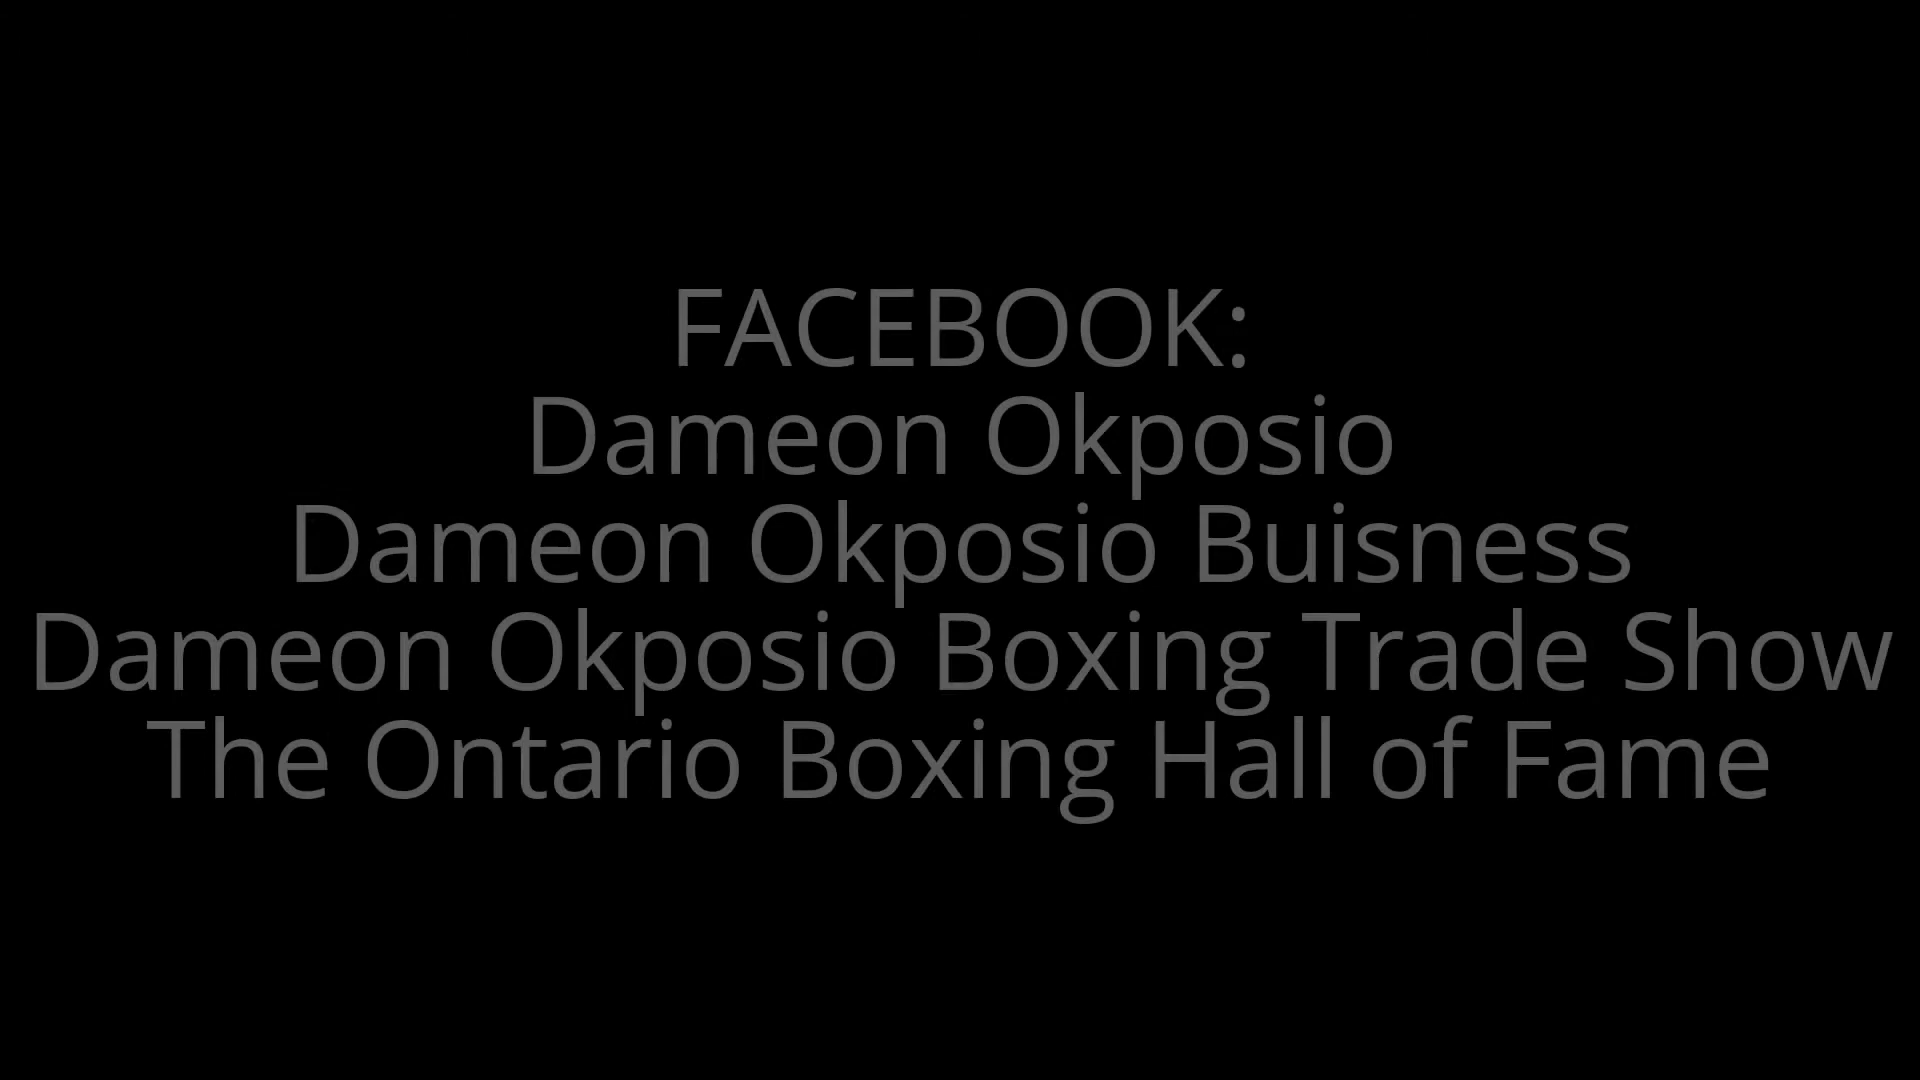 FACEBOOK:
Dameon Okposio
Dameon Okposio Buisness
Dameon Okposio Boxing Trade Show
The Ontario Boxing Hall of Fame